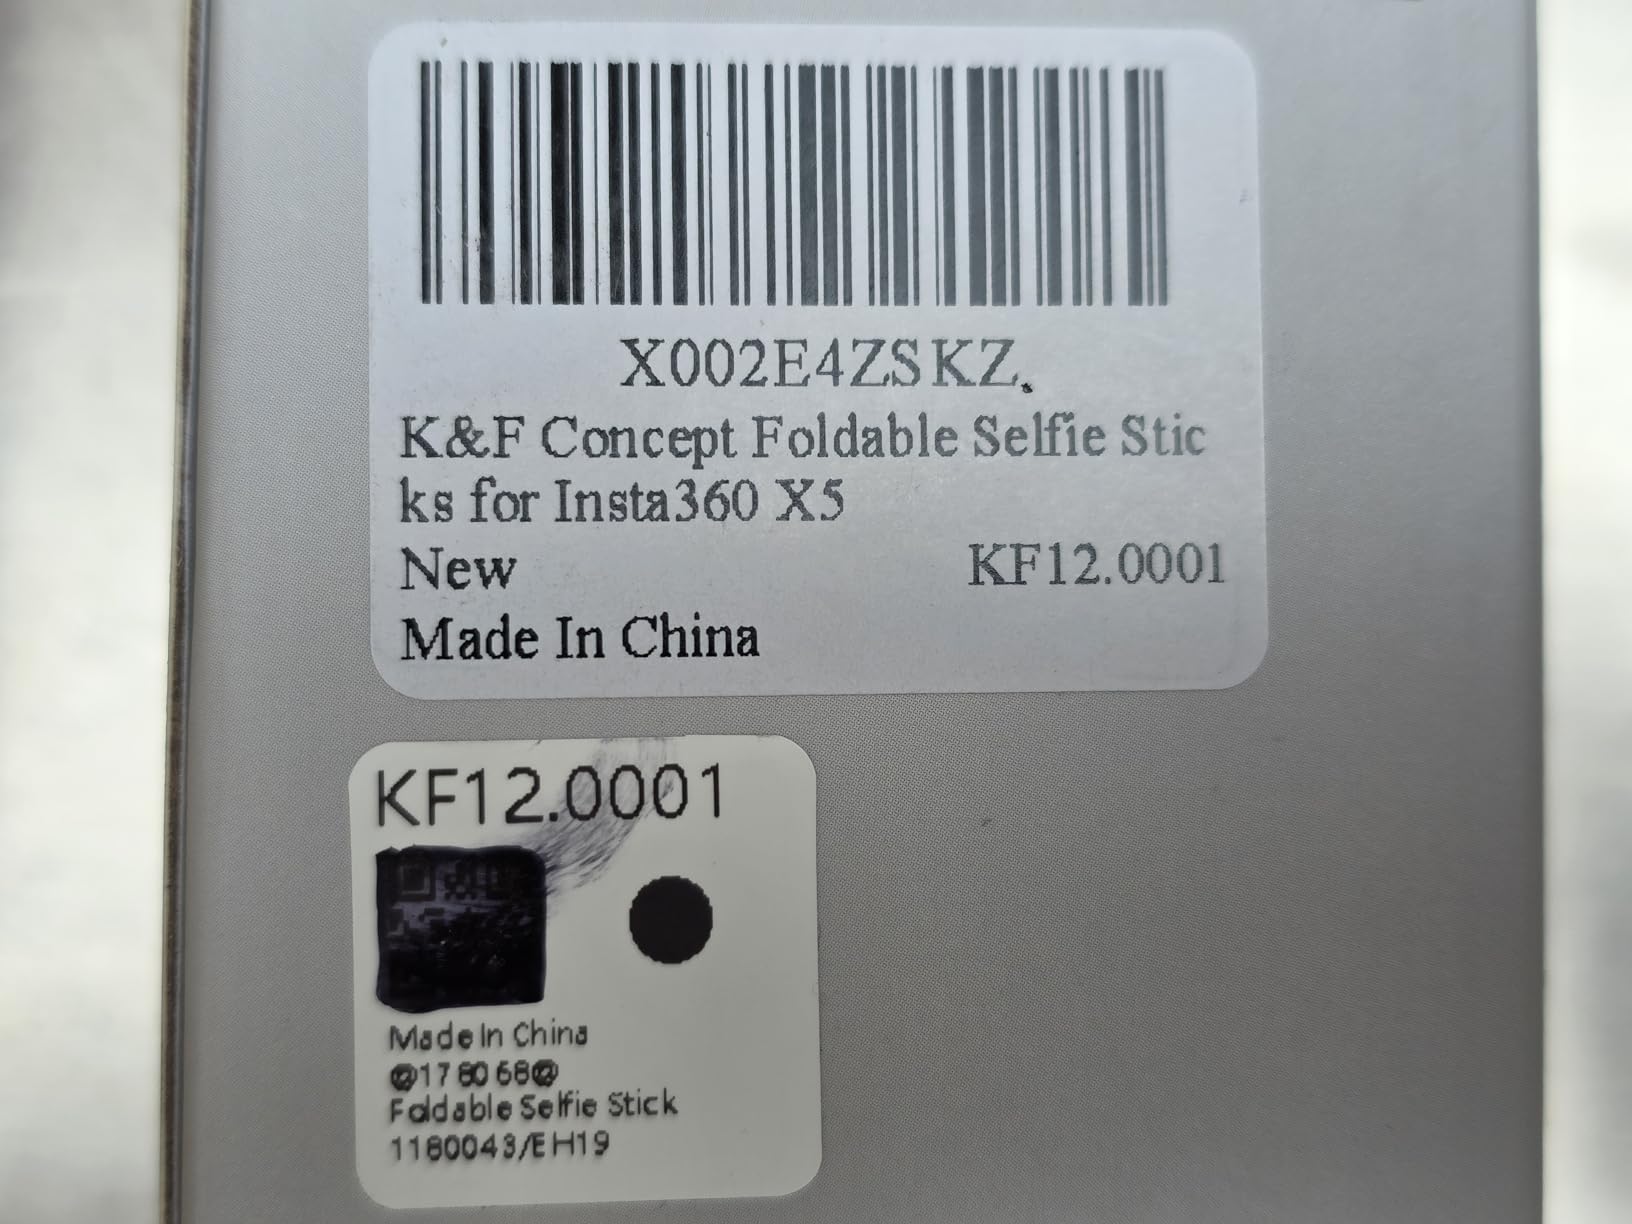 X002E4ZSKZ
K&F Concept Foldable Selfie Stic
ks for Insta360 X5
New KF12.0001
Made In China
KF12.0001
Made In China
@178068@
Foldable Selfie Stick
1180043/EH19